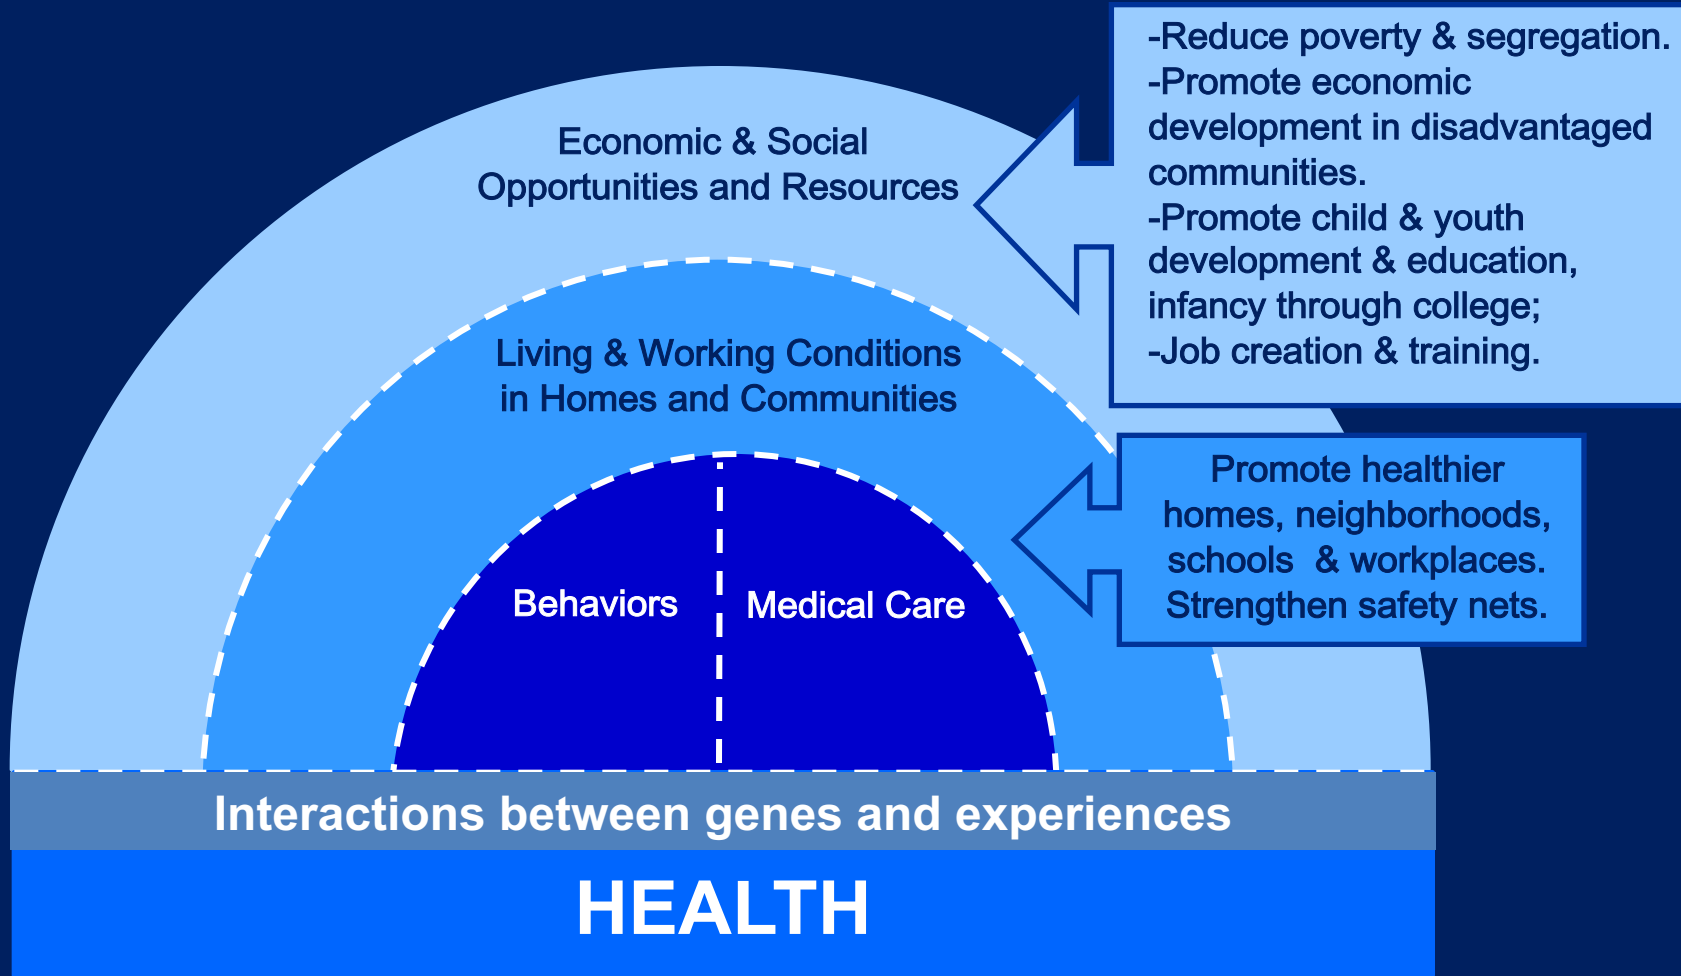 Economic & Social
Opportunities and Resources
-Reduce poverty & segregation.
-Promote economic
development in disadvantaged
communities.
-Promote child & youth
development & education,
infancy through college;
-Job creation & training.
Living & Working Conditions
in Homes and Communities
Promote healthier
homes, neighborhoods,
schools  & workplaces.
Strengthen safety nets.
Behaviors
Medical Care
Interactions between genes and experiences
HEALTH